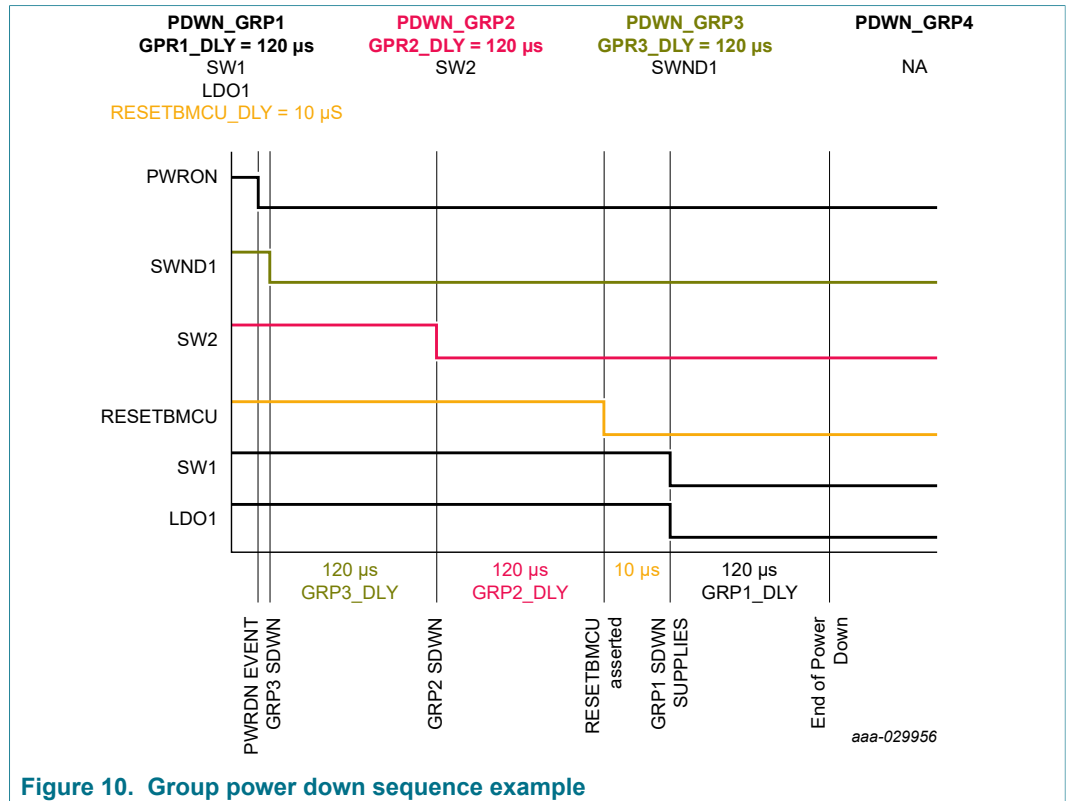 PDWN_GRP1
GPR1_DLY = 120 µs
SW1
LDO1
RESETBMCU_DLY = 10 µS
PDWN_GRP2
GPR2_DLY = 120 µs
SW2
PDWN_GRP3
GPR3_DLY = 120 µs
SWND1
PDWN_GRP4
NA
PWRON
SWND1
SW2
RESETBMCU
SW1
LDO1
120 µs
GRP3_DLY
120 µs
GRP2_DLY
10 µs
120 µs
GRP1_DLY
PWRDN EVENT
GRP3 SDWN
GRP2 SDWN
RESETBMCU
asserted
GRP1 SDWN
SUPPLIES
End of Power
Down
aaa-029956
Figure 10. Group power down sequence example